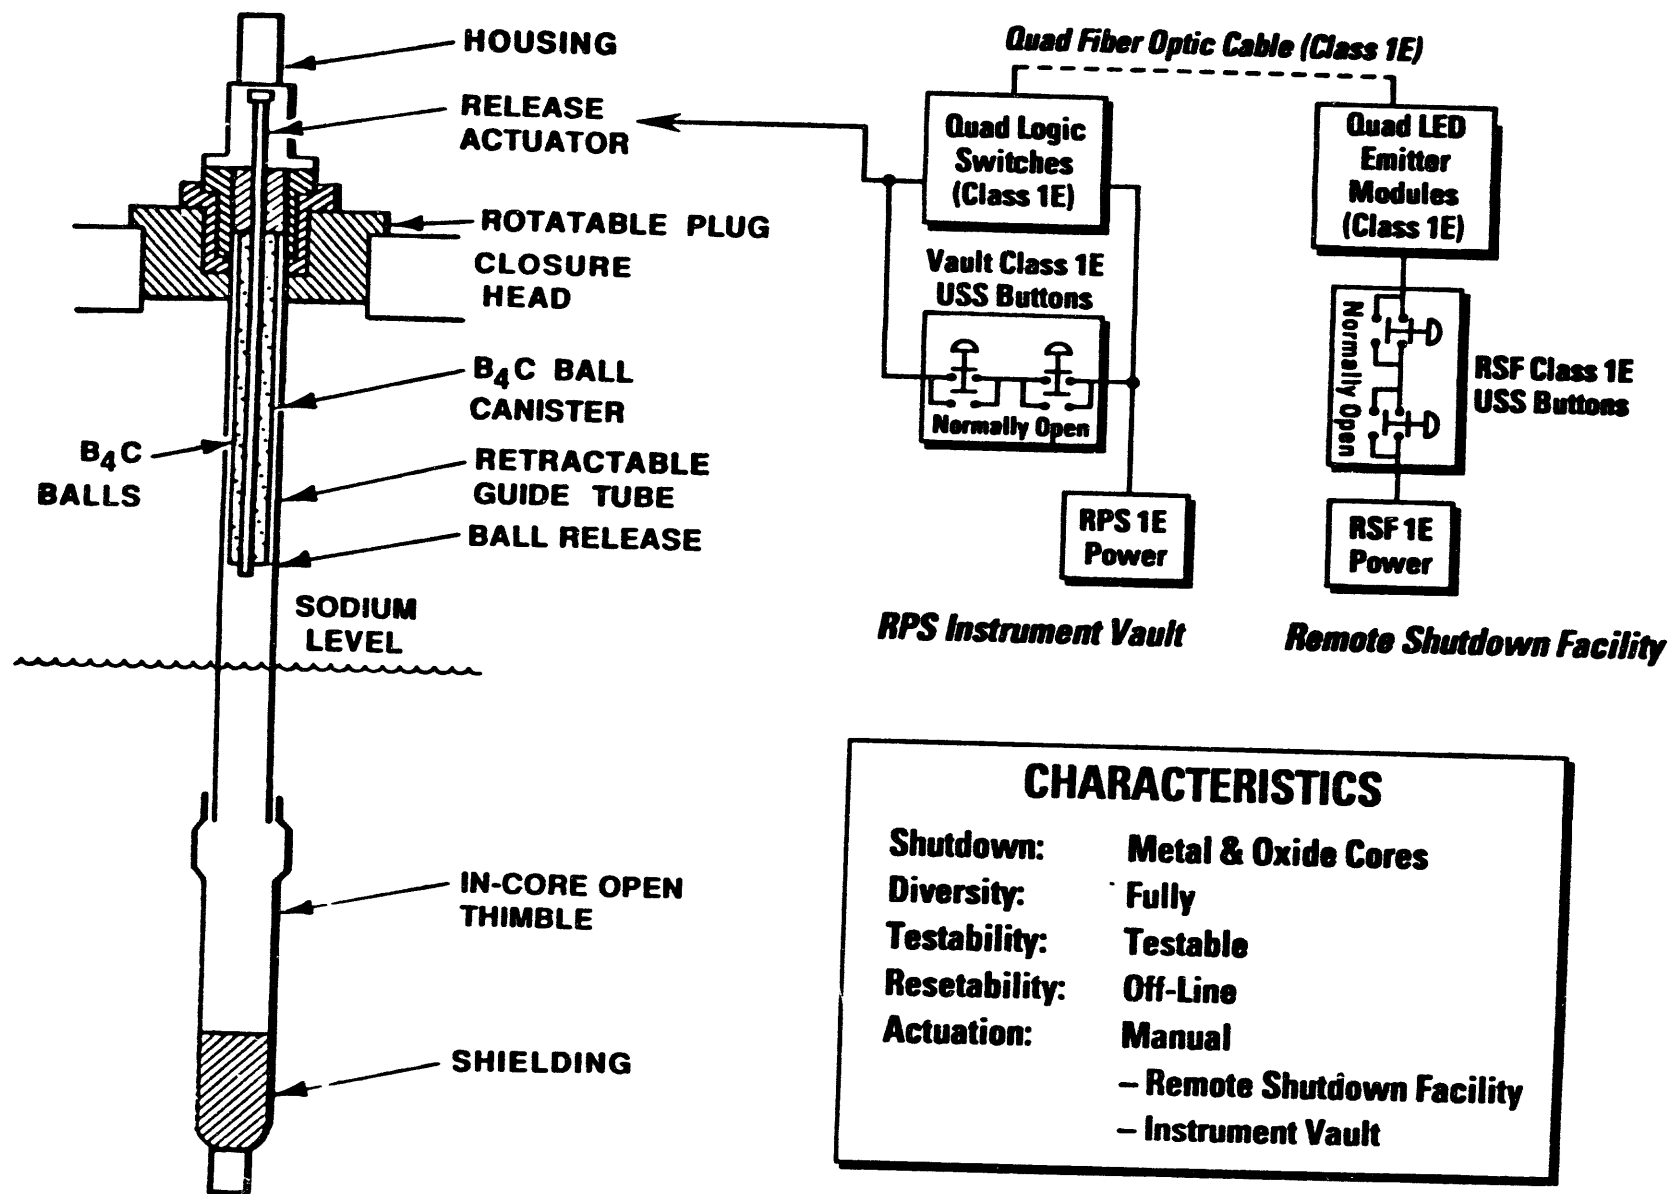 HOUSING
RELEASE
ACTUATOR
ROTATABLE PLUG
CLOSURE
HEAD
B₄C BALL
CANISTER
B₄C
BALLS
RETRACTABLE
GUIDE TUBE
BALL RELEASE
SODIUM
LEVEL
IN-CORE OPEN
THIMBLE
SHIELDING
Quad Fiber Optic Cable (Class 1E)
Quad Logic
Switches
(Class 1E)
Quad LED
Emitter
Modules
(Class 1E)
Vault Class 1E
USS Buttons
Normally Open
Normally Open
RSF Class 1E
USS Buttons
RPS 1E
Power
RSF 1E
Power
RPS Instrument Vault
Remote Shutdown Facility
CHARACTERISTICS
Shutdown: Metal & Oxide Cores
Diversity: Fully
Testability: Testable
Resetability: Off-Line
Actuation: Manual
– Remote Shutdown Facility
– Instrument Vault